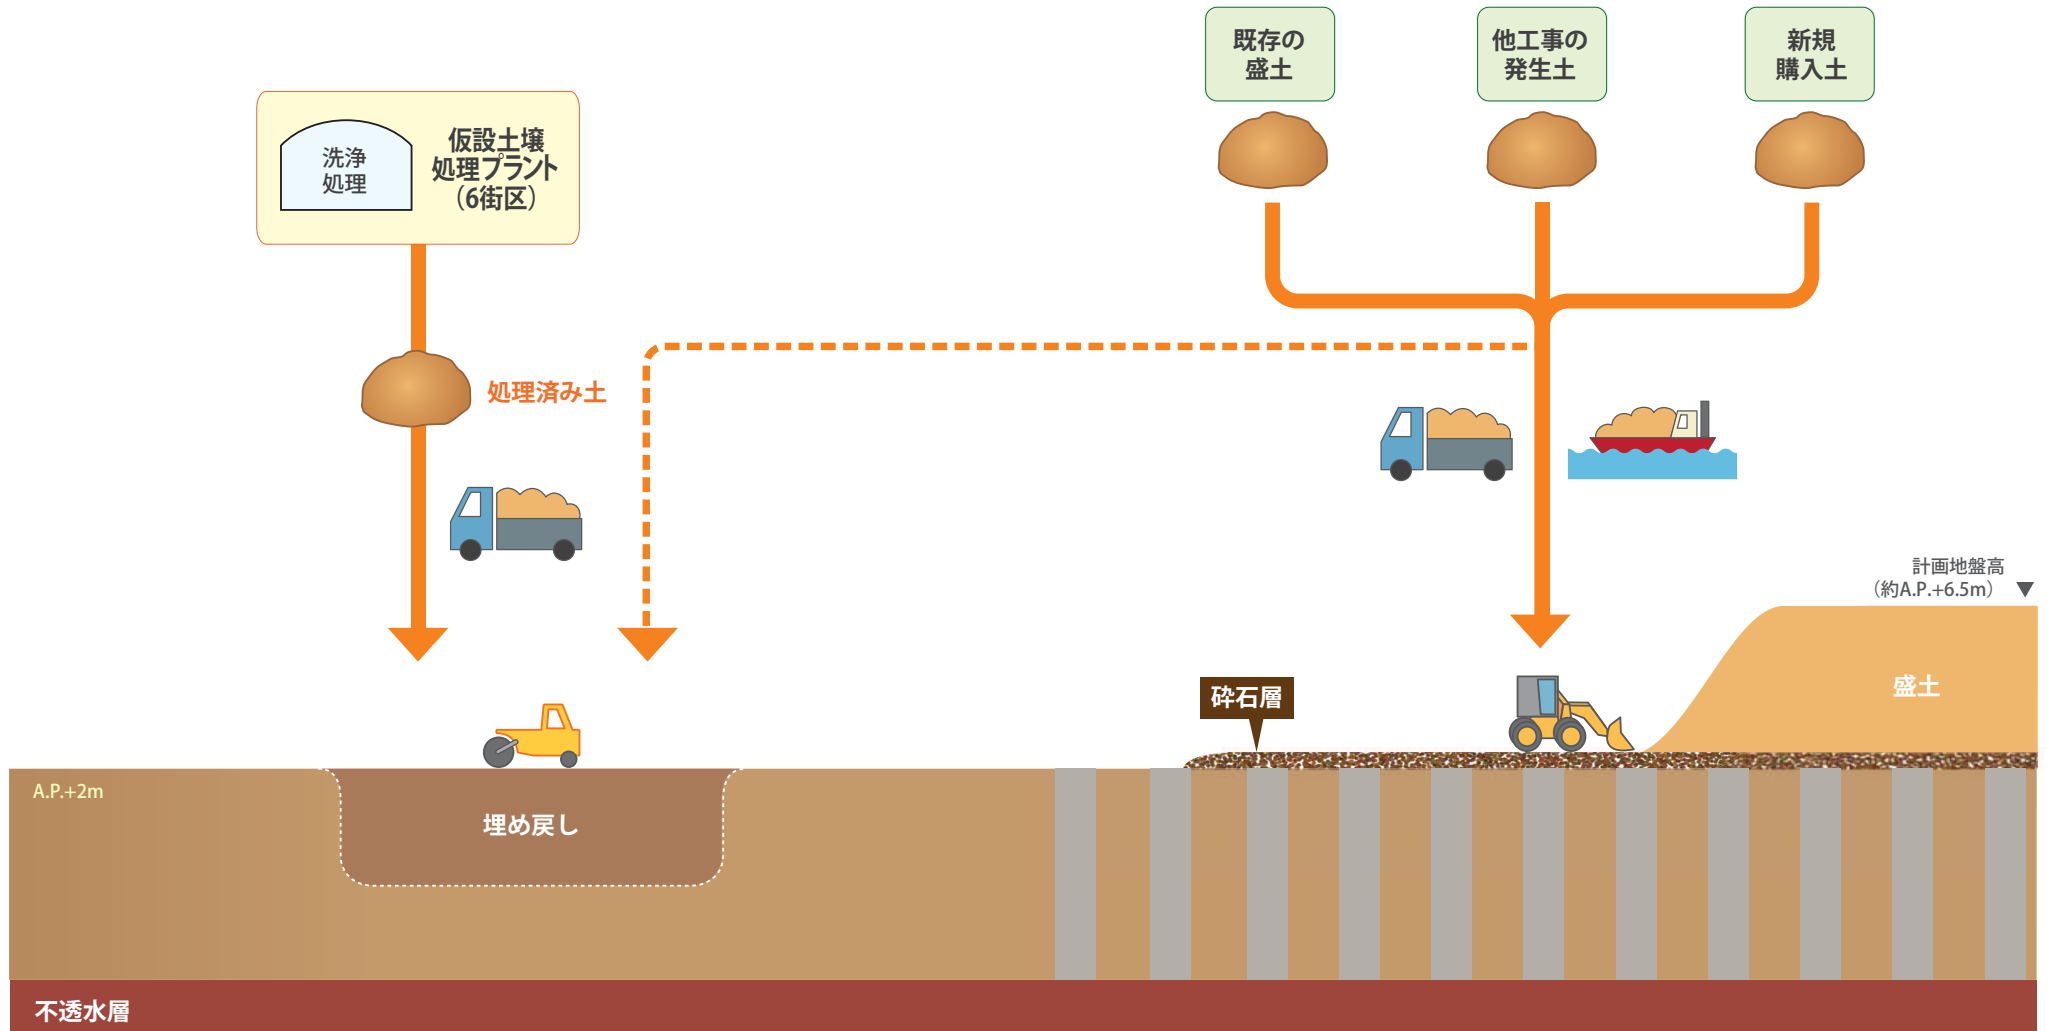 既存の
盛土
他工事の
発生土
新規
購入土
洗浄
処理
仮設土壌
処理プラント
（6街区）
処理済み土
計画地盤高
（約A.P.+6.5m）
盛土
砕石層
A.P.+2m
埋め戻し
不透水層